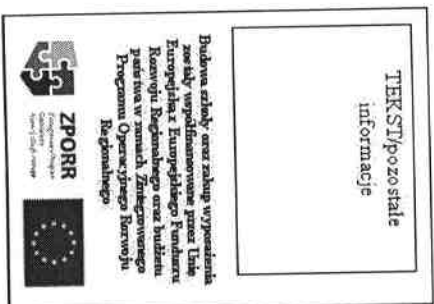 TEKST/pozostałe
informacje
Budowa szkoły oraz zakup wyposażenia
zostały współfinansowane przez Unię
Europejską z Europejskiego Funduszu
Rozwoju Regionalnego oraz budżetu
państwa w ramach Zintegrowanego
Programu Operacyjnego Rozwoju
Regionalnego
ZPORR